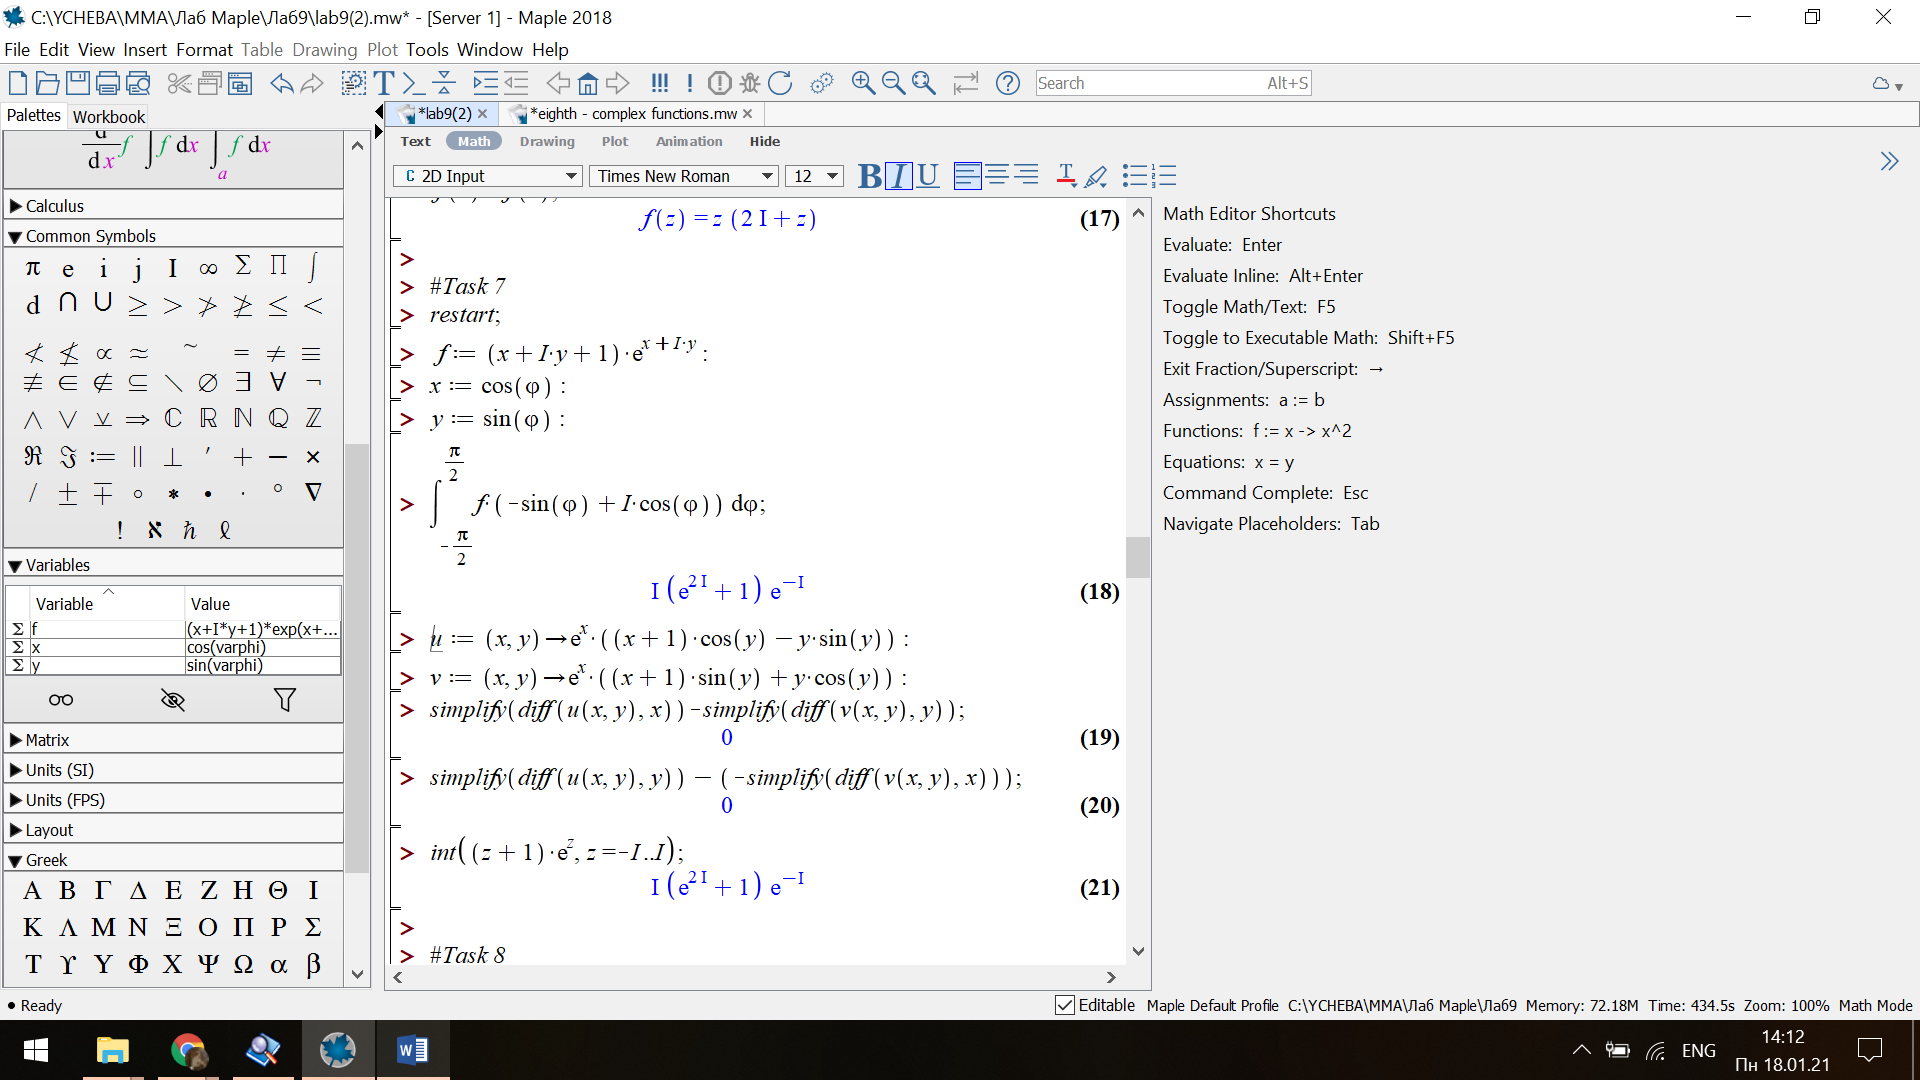 C:\YCHEBA\MMA\Лаб Maple\Лаб9\lab9(2).mw* - [Server 1] - Maple 2018
File Edit View Insert Format Table Drawing Plot Tools Window Help
Search Alt+S
Palettes Workbook
*lab9(2) *eighth - complex functions.mw
Text Math Drawing Plot Animation Hide
C 2D Input Times New Roman 12 B I U
d/dx f ∫f dx ∫ₐ f dx
Calculus
Common Symbols
π e i j I ∞ Σ Π ∫
d ∩ ∪ ≥ > ≯ ≱ ≤ <
≮ ≰ ∝ ≈ ~ = ≠ ≡
≢ ∈ ∉ ⊆ \ ∅ ∃ ∀ ¬
∧ ∨ ⊻ ⇒ ℂ ℝ ℕ ℚ ℤ
ℜ ℑ := ∥ ⊥ ′ + − ×
/ ± ∓ ∘ * • · ° ∇
! ℵ ℏ ℓ
Variables
Variable Value
Σ f (x+I*y+1)*exp(x+...
Σ x cos(varphi)
Σ y sin(varphi)
Matrix
Units (SI)
Units (FPS)
Layout
Greek
Α Β Γ Δ Ε Ζ Η Θ Ι
Κ Λ Μ Ν Ξ Ο Π Ρ Σ
Τ ϒ Υ Φ Χ Ψ Ω α β
f(z) = z (2 I + z) (17)
>
> #Task 7
> restart;
> f := (x + I·y + 1)·e^(x + I·y) :
> x := cos(φ) :
> y := sin(φ) :
> ∫_(-π/2)^(π/2) f·(-sin(φ) + I·cos(φ)) dφ;
I (e^(2 I) + 1) e^(-I) (18)
> u := (x, y)→e^x·((x + 1)·cos(y) − y·sin(y)) :
> v := (x, y)→e^x·((x + 1)·sin(y) + y·cos(y)) :
> simplify(diff(u(x, y), x)) -simplify(diff(v(x, y), y));
0 (19)
> simplify(diff(u(x, y), y)) − (-simplify(diff(v(x, y), x)));
0 (20)
> int((z + 1)·e^z, z=-I..I);
I (e^(2 I) + 1) e^(-I) (21)
>
> #Task 8
Math Editor Shortcuts
Evaluate: Enter
Evaluate Inline: Alt+Enter
Toggle Math/Text: F5
Toggle to Executable Math: Shift+F5
Exit Fraction/Superscript: →
Assignments: a := b
Functions: f := x -> x^2
Equations: x = y
Command Complete: Esc
Navigate Placeholders: Tab
Ready
Editable Maple Default Profile C:\YCHEBA\MMA\Лаб Maple\Лаб9 Memory: 72.18M Time: 434.5s Zoom: 100% Math Mode
ENG 14:12
Пн 18.01.21